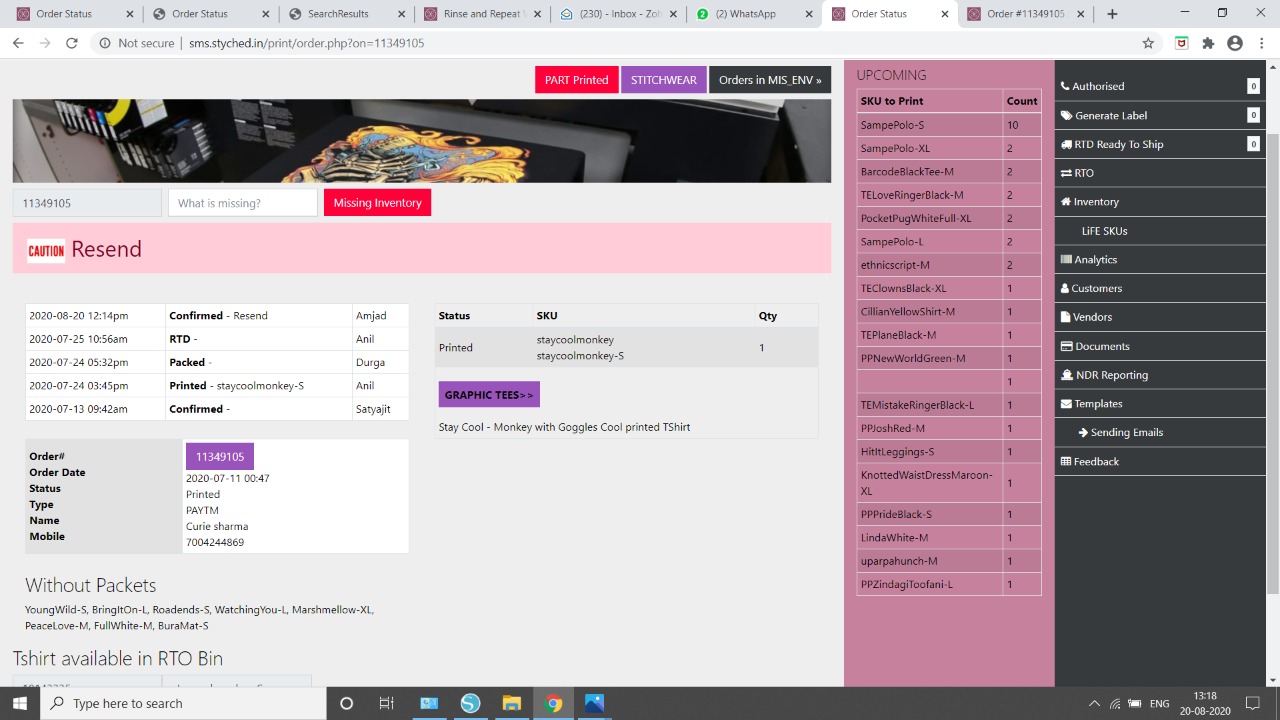 Order Status
Order Status
SearchResults
Rinse and Repeat
(230) - Inbox - Zoh
2
(2) WhatsApp
Order Status
Order #11349105
Not secure | sms.styched.in/print/order.php?on=11349105
PART Printed
STITCHWEAR
Orders in MIS_ENV »
11349105
What is missing?
Missing Inventory
CAUTION Resend
2020-08-20 12:14pm Confirmed - Resend Amjad
2020-07-25 10:56am RTD - Anil
2020-07-24 05:32pm Packed - Durga
2020-07-24 03:45pm Printed - staycoolmonkey-S Anil
2020-07-13 09:42am Confirmed - Satyajit
Status SKU Qty
Printed staycoolmonkey 1
staycoolmonkey-S
GRAPHIC TEES>>
Stay Cool - Monkey with Goggles Cool printed TShirt
Order# 11349105
Order Date 2020-07-11 00:47
Status Printed
Type PAYTM
Name Curie sharma
Mobile 7004244869
Without Packets
YoungWild-S, BringItOn-L, Roadends-S, WatchingYou-L, Marshmellow-XL,
PeaceLove-M, FullWhite-M, BuraMat-S
Tshirt available in RTO Bin
UPCOMING
SKU to Print Count
SampePolo-S 10
SampePolo-XL 2
BarcodeBlackTee-M 2
TELoveRingerBlack-M 2
PocketPugWhiteFull-XL 2
SampePolo-L 2
ethnicscript-M 2
TEClownsBlack-XL 1
CillianYellowShirt-M 1
TEPlaneBlack-M 1
PPNewWorldGreen-M 1
1
TEMistakeRingerBlack-L 1
PPJoshRed-M 1
HitItLeggings-S 1
KnottedWaistDressMaroon- 1
XL
PPPrideBlack-S 1
LindaWhite-M 1
uparpahunch-M 1
PPZindagiToofani-L 1
Authorised 0
Generate Label 0
RTD Ready To Ship 0
RTO
Inventory
LiFE SKUs
Analytics
Customers
Vendors
Documents
NDR Reporting
Templates
Sending Emails
Feedback
Type here to search
ENG
13:18
20-08-2020